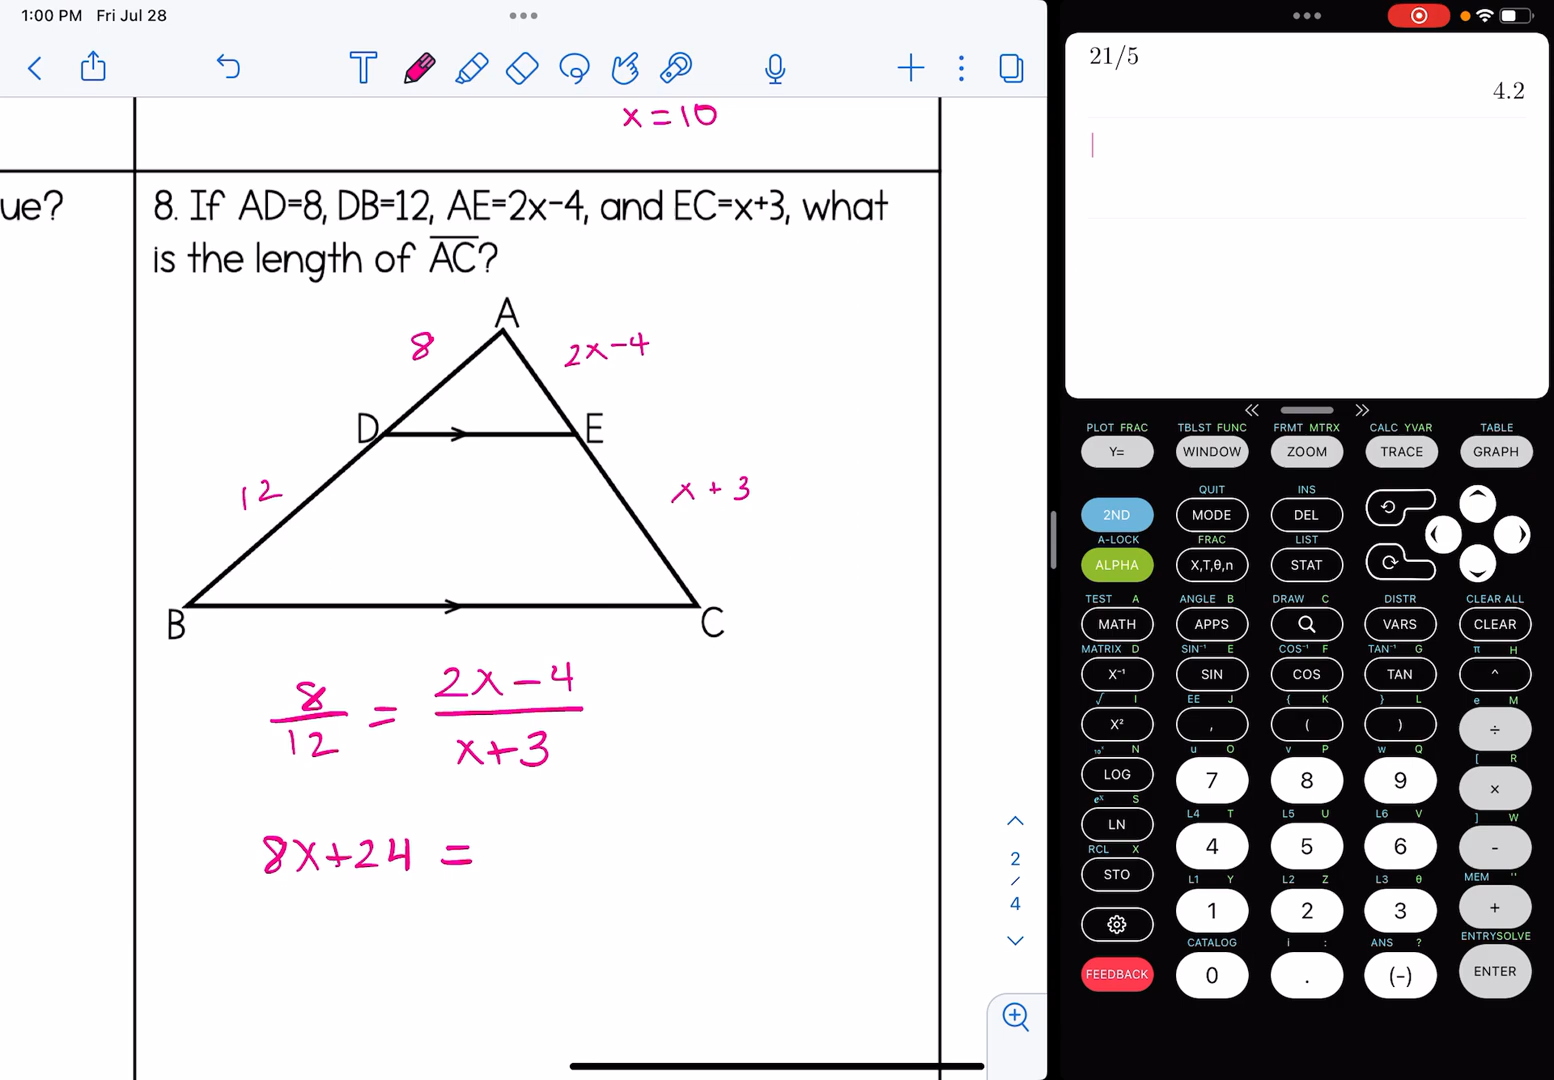 1:00 PM Fri Jul 28
x = 10
ue?
8. If AD=8, DB=12, AE=2x-4, and EC=x+3, what
is the length of AC?
A
8
2x-4
D
E
12
x + 3
B
C
8/12 = 2x-4/x+3
8x+24 =
2
/
4
21/5
4.2
PLOT FRAC TBLST FUNC FRMT MTRX CALC YVAR TABLE
Y= WINDOW ZOOM TRACE GRAPH
QUIT INS
2ND MODE DEL
A-LOCK FRAC LIST
ALPHA X,T,θ,n STAT
TEST A ANGLE B DRAW C DISTR CLEAR ALL
MATH APPS VARS CLEAR
MATRIX D SIN⁻¹ E COS⁻¹ F TAN⁻¹ G π H
X⁻¹ SIN COS TAN ^
√ I EE J { K } L e M
X² , ( ) ÷
10ˣ N u O v P w Q [ R
LOG 7 8 9 ×
eˣ S L4 T L5 U L6 V ] W
LN 4 5 6 -
RCL X L1 Y L2 Z L3 θ MEM "
STO 1 2 3 +
CATALOG i : ANS ? ENTRY SOLVE
FEEDBACK 0 . (-) ENTER